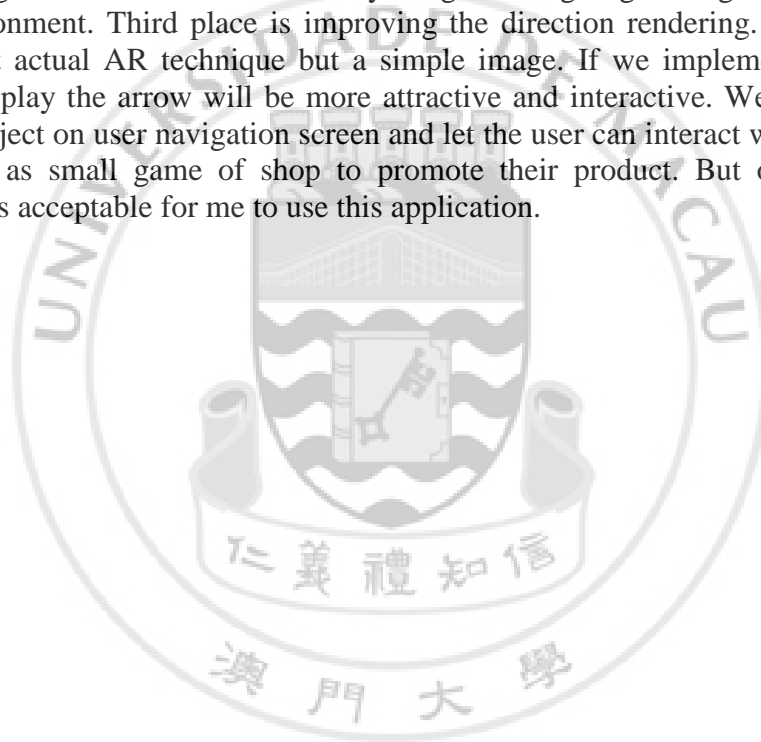 onment. Third place is improving the direction rendering.
actual AR technique but a simple image. If we implem
play the arrow will be more attractive and interactive. We
ject on user navigation screen and let the user can interact
as small game of shop to promote their product. But
s acceptable for me to use this application.
UNIVERSIDADE DE MACAU
仁義禮知信
澳門大學